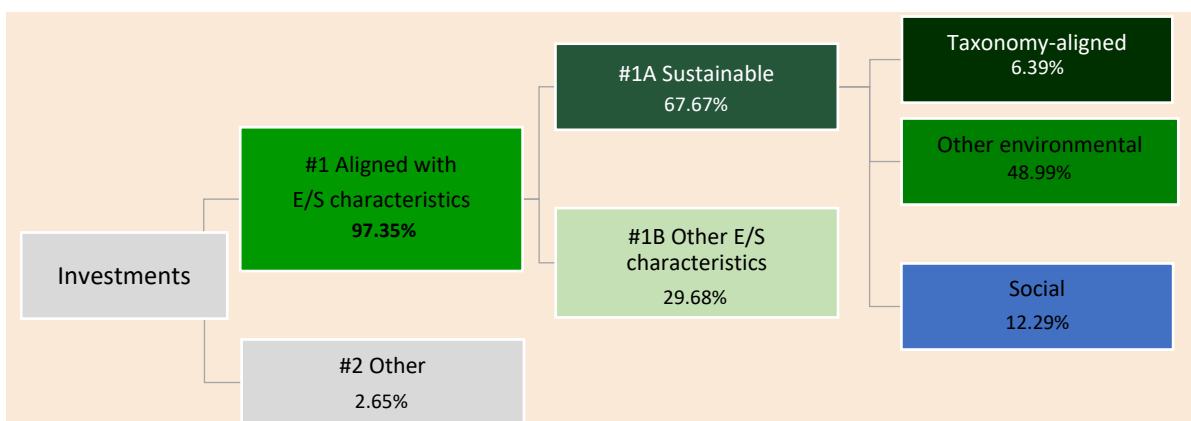 Investments
#1 Aligned with
E/S characteristics
97.35%
#2 Other
2.65%
#1A Sustainable
67.67%
#1B Other E/S
characteristics
29.68%
Taxonomy-aligned
6.39%
Other environmental
48.99%
Social
12.29%